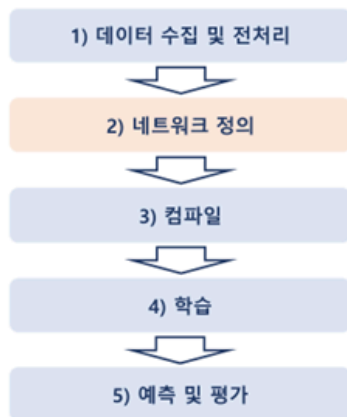 1) 데이터 수집 및 전처리
2) 네트워크 정의
3) 컴파일
4) 학습
5) 예측 및 평가